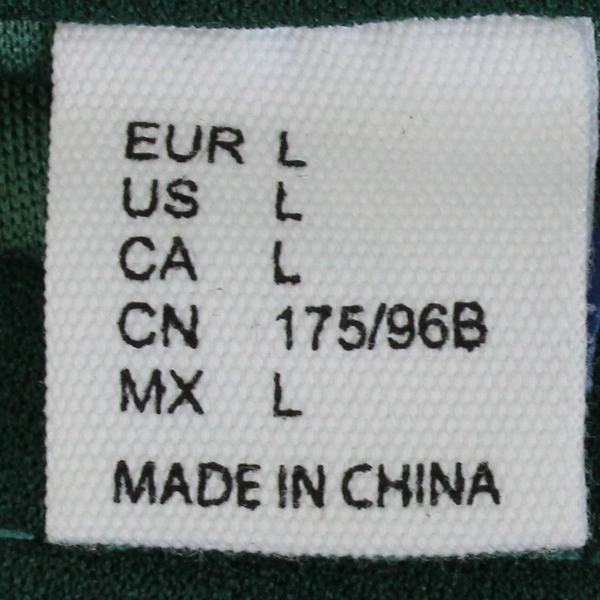 EUR L
US L
CA L
CN 175/96B
MX L
MADE IN CHINA